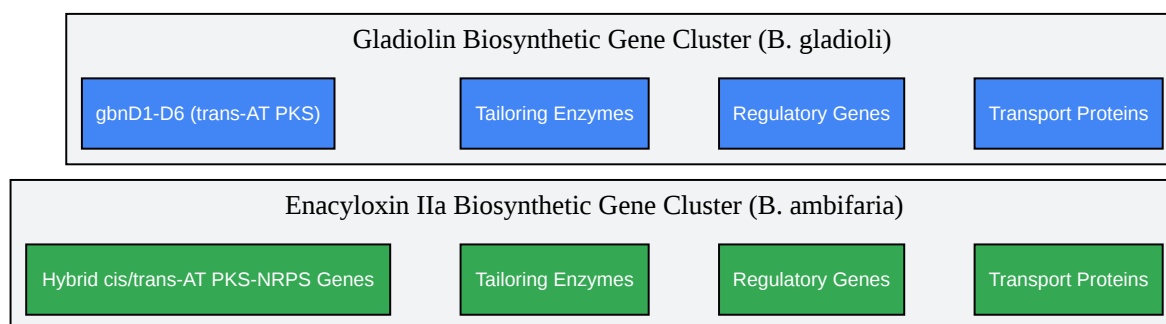 Gladiolin Biosynthetic Gene Cluster (B. gladioli)
gbnD1-D6 (trans-AT PKS)
Tailoring Enzymes
Regulatory Genes
Transport Proteins
Enacyloxin IIa Biosynthetic Gene Cluster (B. ambifaria)
Hybrid cis/trans-AT PKS-NRPS Genes
Tailoring Enzymes
Regulatory Genes
Transport Proteins